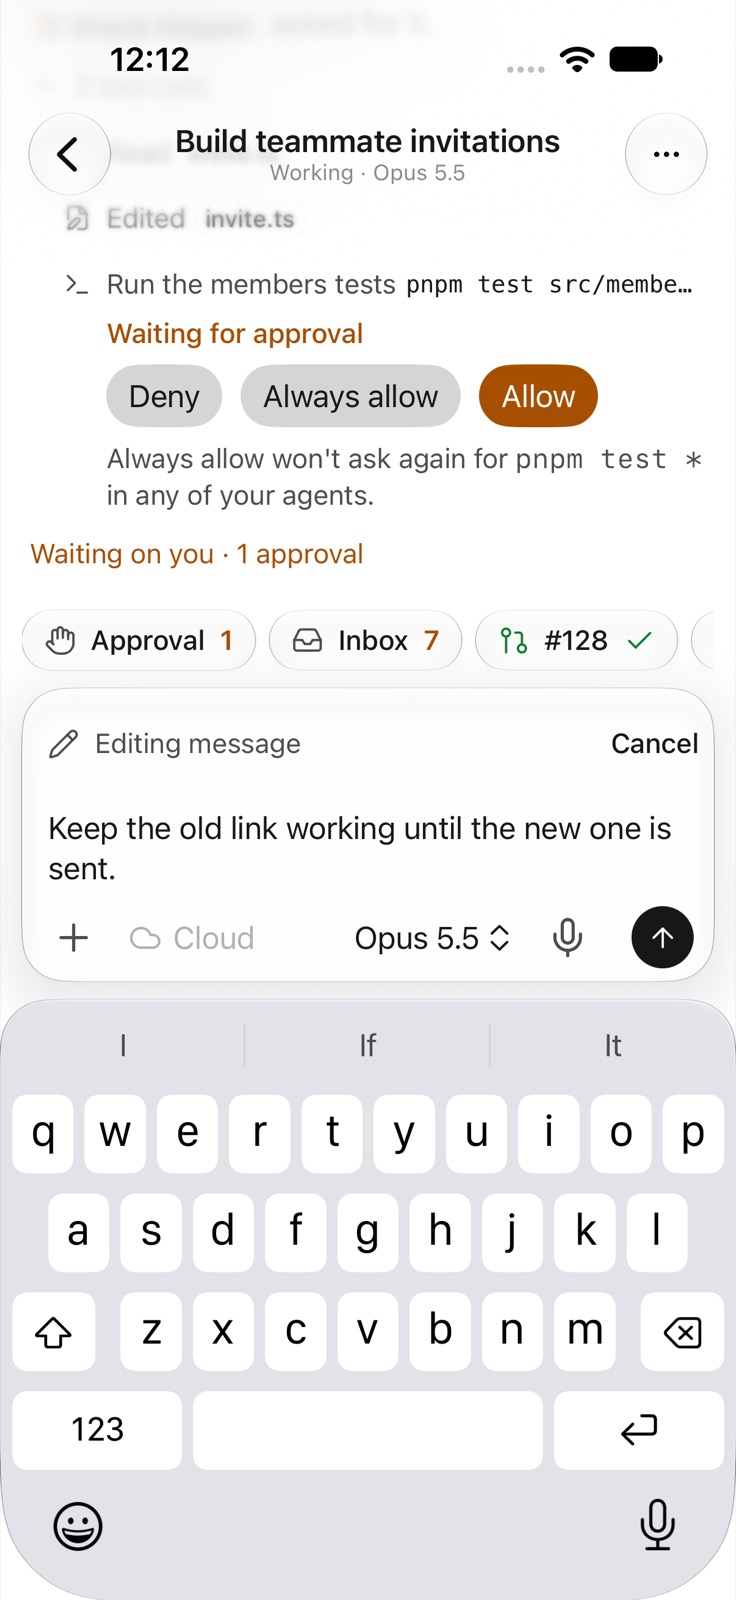 12:12
Build teammate invitations
Working · Opus 5.5
Edited invite.ts
Run the members tests pnpm test src/membe…
Waiting for approval
Deny Always allow Allow
Always allow won't ask again for pnpm test *
in any of your agents.
Waiting on you · 1 approval
Approval 1 Inbox 7 #128
Editing message Cancel
Keep the old link working until the new one is
sent.
Cloud Opus 5.5
I If It
q w e r t y u i o p
a s d f g h j k l
z x c v b n m
123